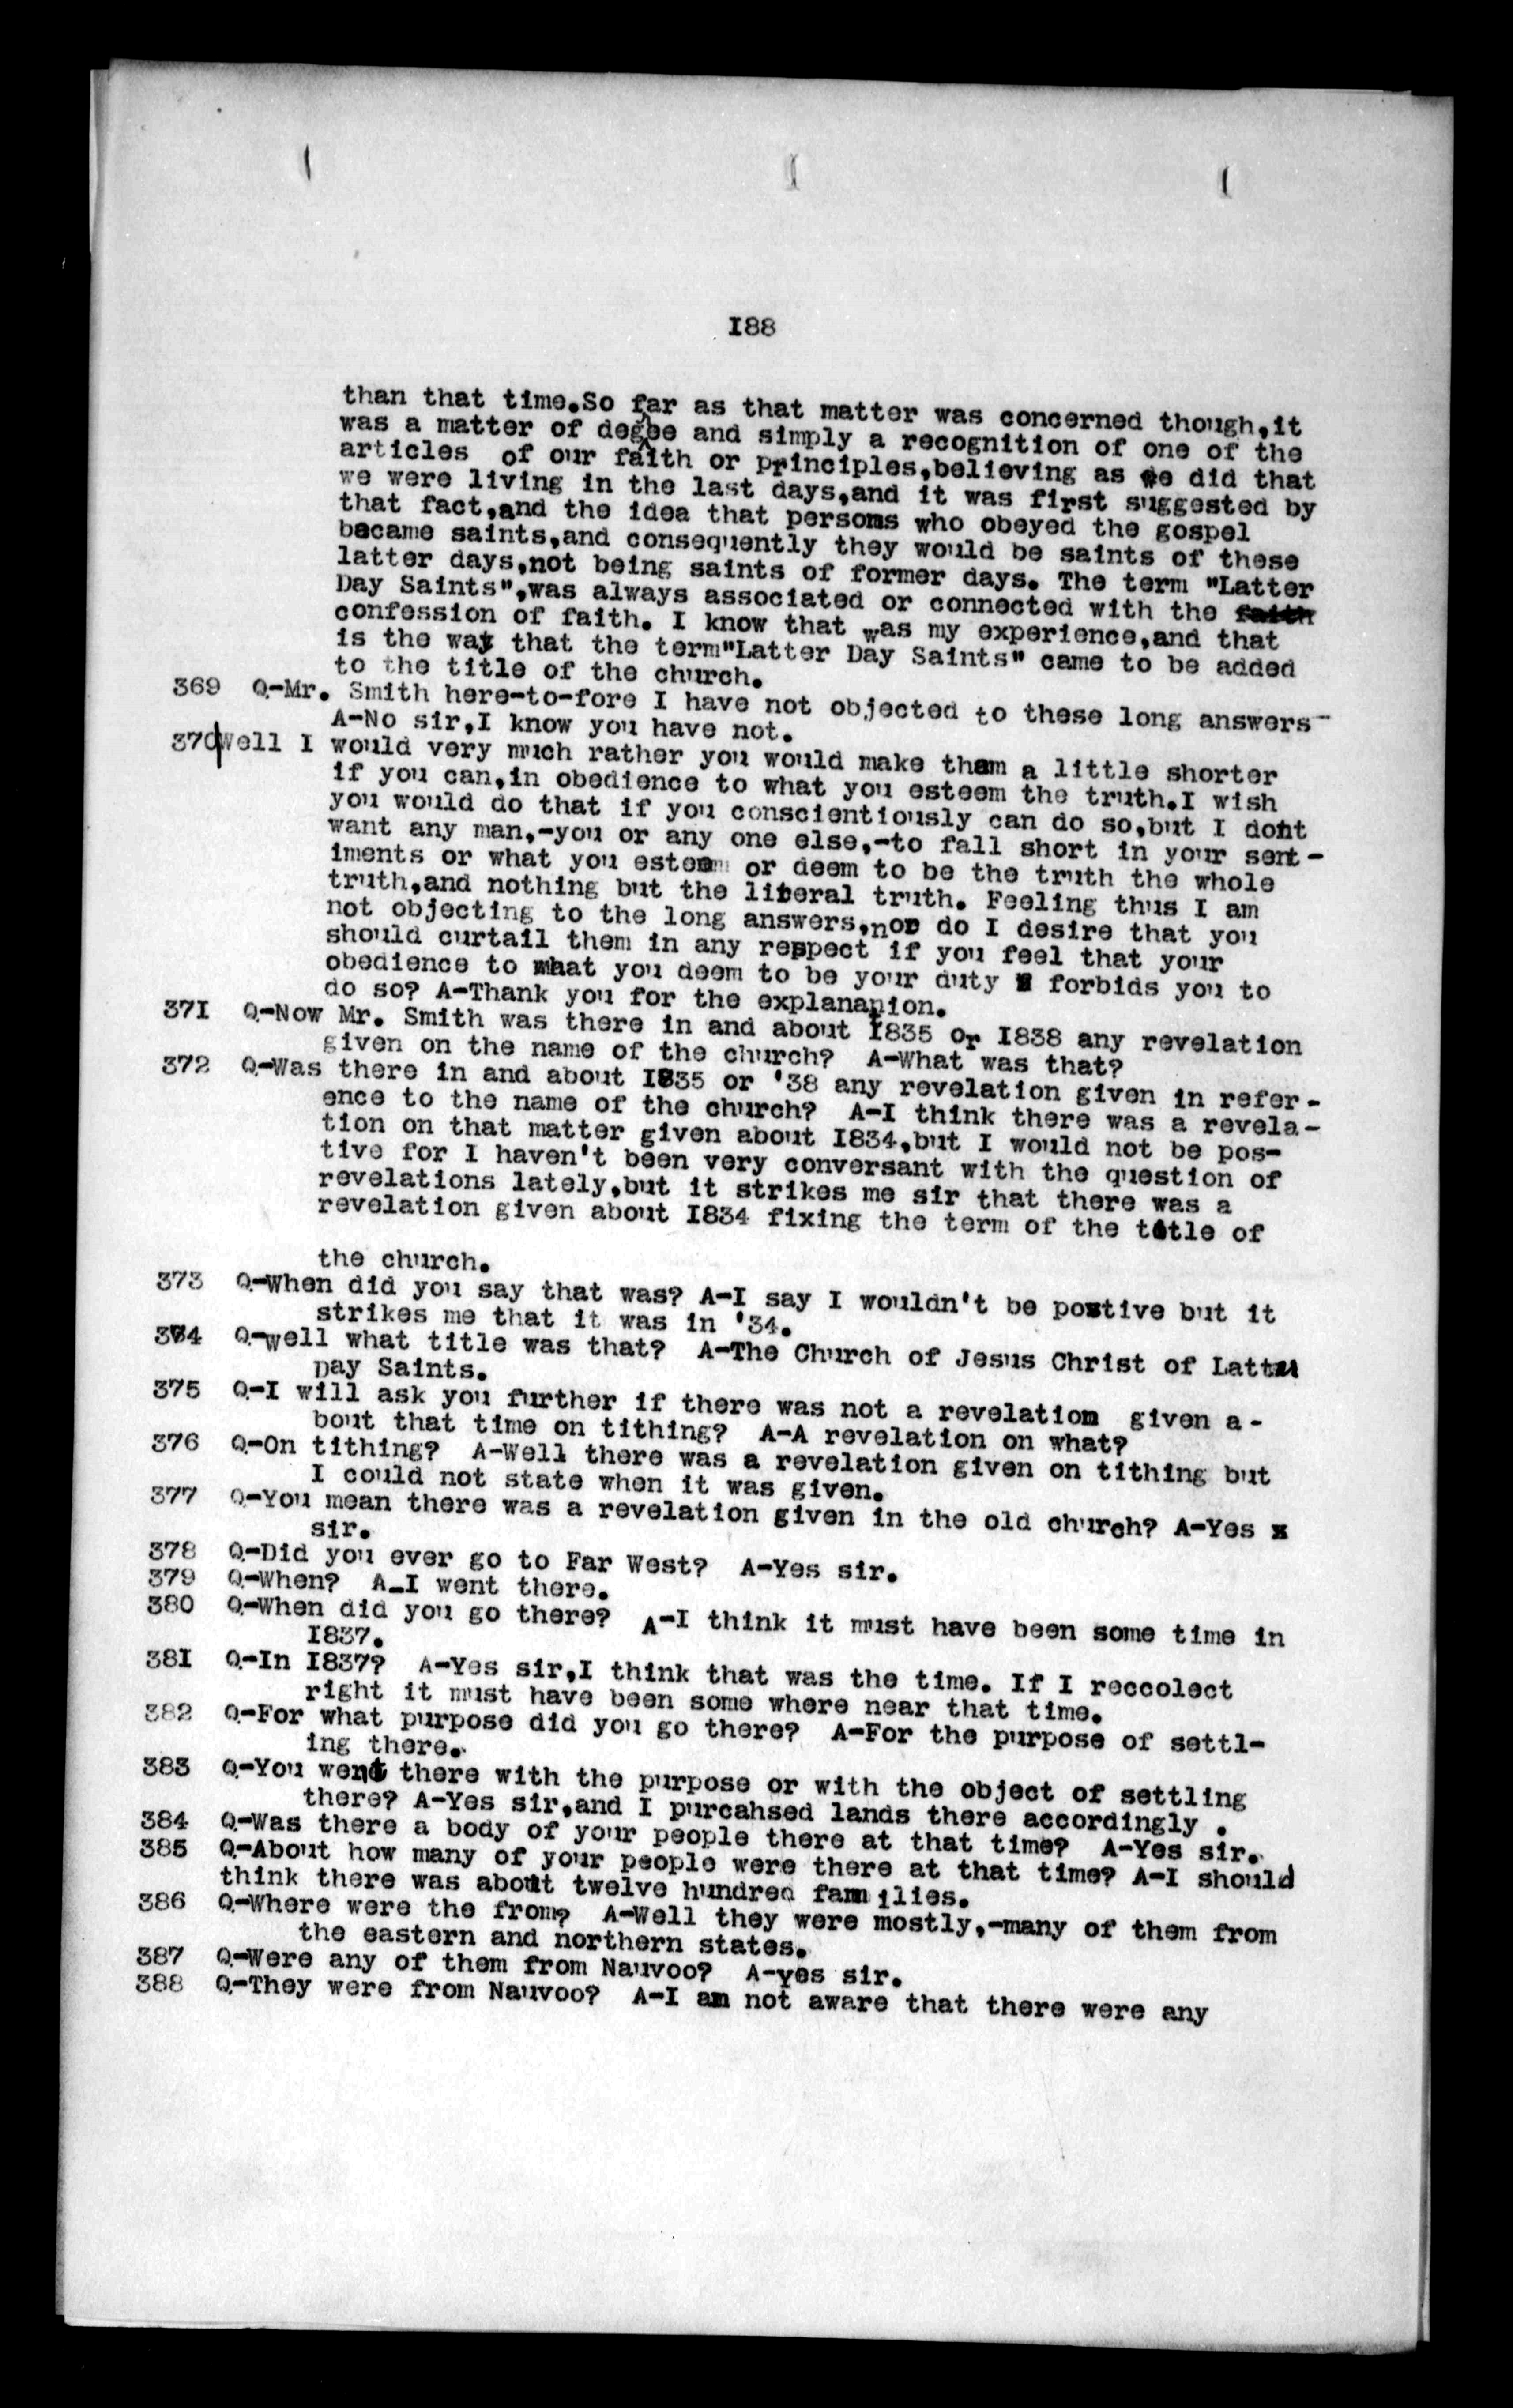 I88
than that time.So far as that matter was concerned though,it
was a matter of degee and simply a recognition of one of the
articles of our faith or principles,believing as we did that
we were living in the last days,and it was first suggested by
that fact,and the idea that persons who obeyed the gospel
became saints,and consequently they would be saints of these
latter days,not being saints of former days. The term "Latter
Day Saints",was always associated or connected with the faith
confession of faith. I know that was my experience,and that
is the way that the term"Latter Day Saints" came to be added
to the title of the church.
369 Q-Mr. Smith here-to-fore I have not objected to these long answers-
A-No sir,I know you have not.
370 Well I would very much rather you would make them a little shorter
if you can,in obedience to what you esteem the truth.I wish
you would do that if you conscientiously can do so,but I dont
want any man,-you or any one else,-to fall short in your sent-
iments or what you esteem or deem to be the truth the whole
truth,and nothing but the literal truth. Feeling thus I am
not objecting to the long answers,nor do I desire that you
should curtail them in any respect if you feel that your
obedience to what you deem to be your duty forbids you to
do so? A-Thank you for the explananion.
37I Q-Now Mr. Smith was there in and about I835 or I838 any revelation
given on the name of the church? A-What was that?
372 Q-Was there in and about I835 or '38 any revelation given in refer-
ence to the name of the church? A-I think there was a revela-
tion on that matter given about I834,but I would not be pos-
tive for I haven't been very conversant with the question of
revelations lately,but it strikes me sir that there was a
revelation given about I834 fixing the term of the title of
the church.
373 Q-When did you say that was? A-I say I wouldn't be postive but it
strikes me that it was in '34.
374 Q-Well what title was that? A-The Church of Jesus Christ of Latter
Day Saints.
375 Q-I will ask you further if there was not a revelation given a-
bout that time on tithing? A-A revelation on what?
376 Q-On tithing? A-Well there was a revelation given on tithing but
I could not state when it was given.
377 Q-You mean there was a revelation given in the old church? A-Yes x
sir.
378 Q-Did you ever go to Far West? A-Yes sir.
379 Q-When? A-I went there.
380 Q-When did you go there? A-I think it must have been some time in
I837.
38I Q-In I837? A-Yes sir,I think that was the time. If I reccolect
right it must have been some where near that time.
382 Q-For what purpose did you go there? A-For the purpose of settl-
ing there.
383 Q-You went there with the purpose or with the object of settling
there? A-Yes sir,and I purcahsed lands there accordingly .
384 Q-Was there a body of your people there at that time? A-Yes sir.
385 Q-About how many of your people were there at that time? A-I should
think there was about twelve hundred families.
386 Q-Where were the from? A-Well they were mostly,-many of them from
the eastern and northern states.
387 Q-Were any of them from Nauvoo? A-yes sir.
388 Q-They were from Nauvoo? A-I am not aware that there were any